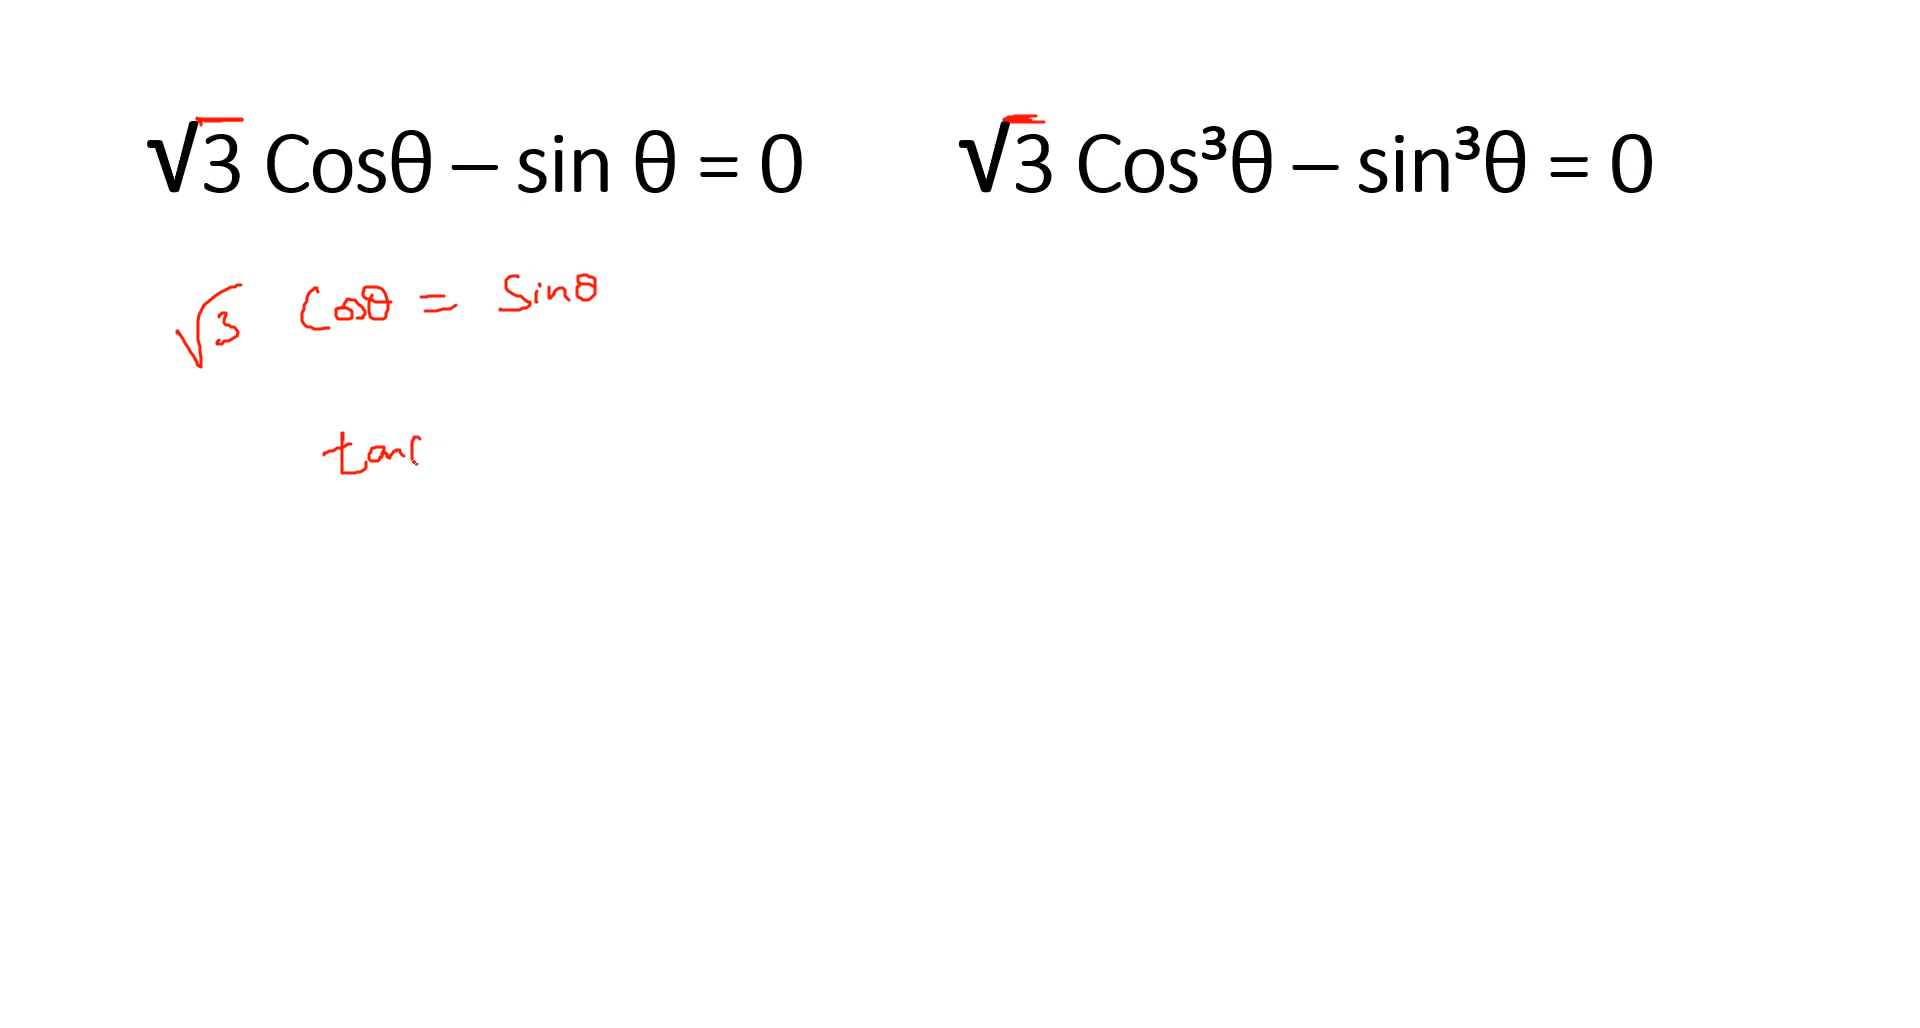 √3 Cosθ – sin θ = 0
√3 Cos³θ – sin³θ = 0
√3 Cosθ = Sinθ
tan